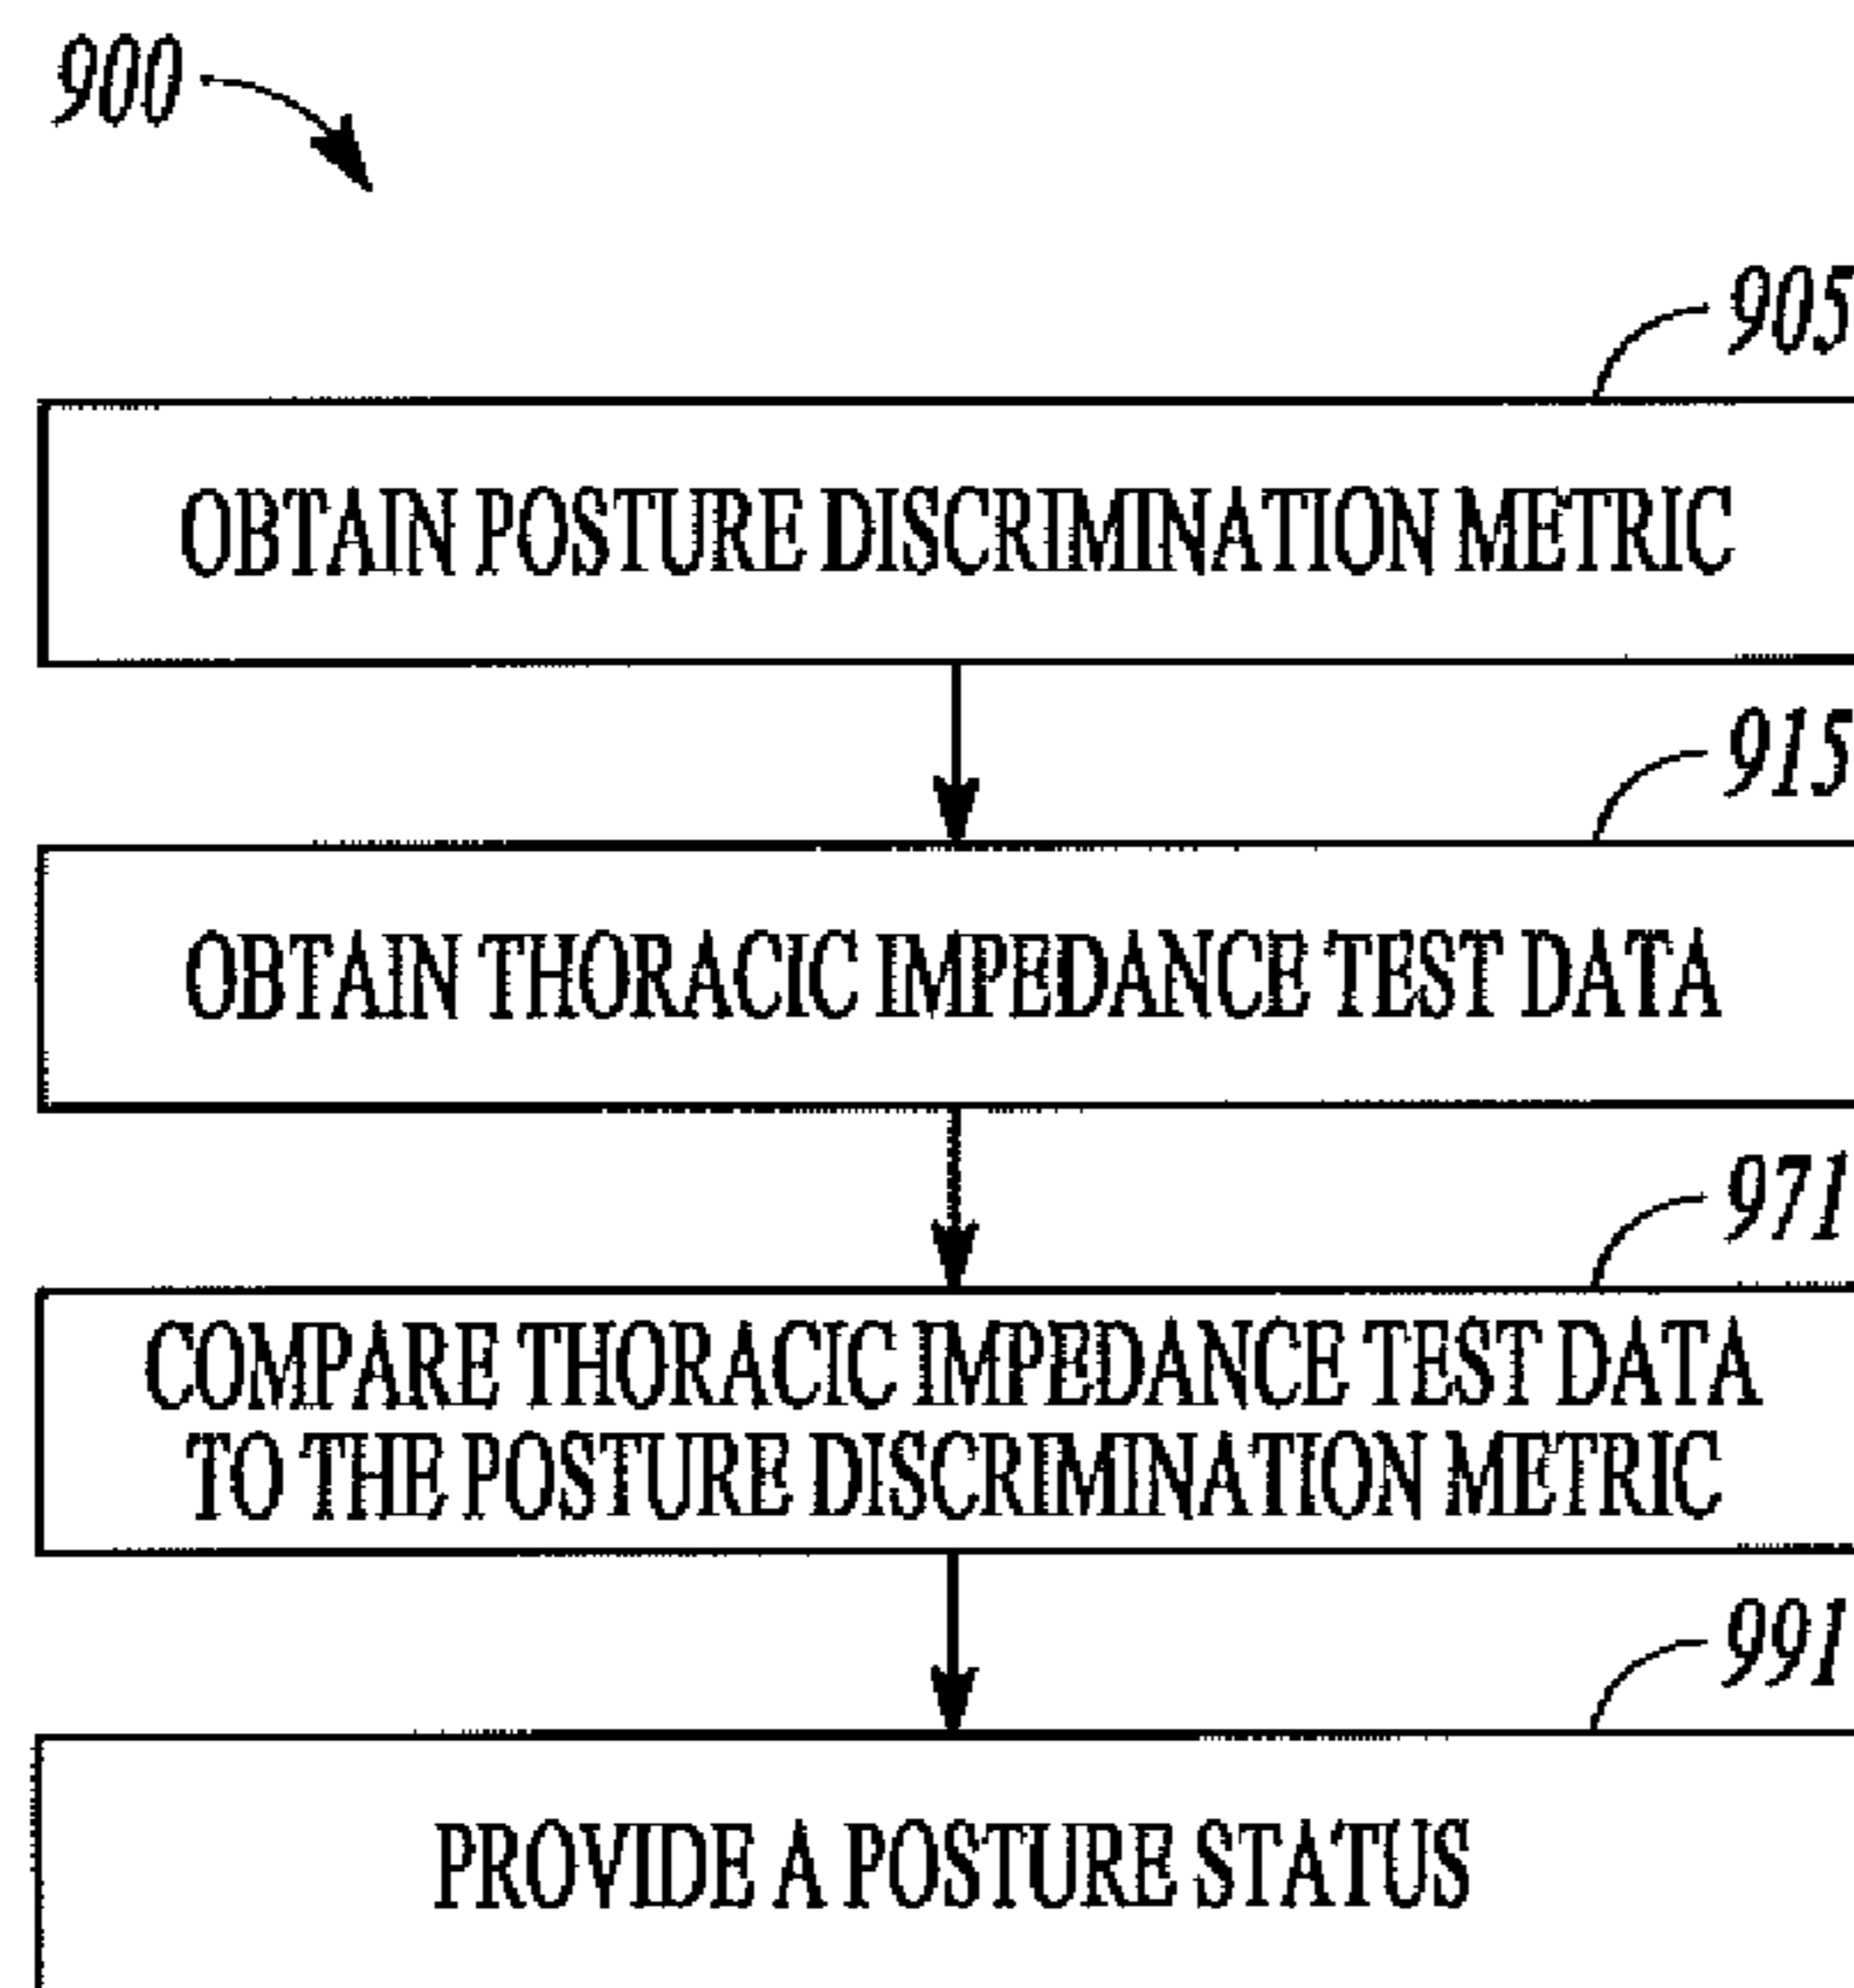 900
905
OBTAIN POSTURE DISCRIMINATION METRIC
915
OBTAIN THORACIC IMPEDANCE TEST DATA
971
COMPARE THORACIC IMPEDANCE TEST DATA
TO THE POSTURE DISCRIMINATION METRIC
991
PROVIDE A POSTURE STATUS